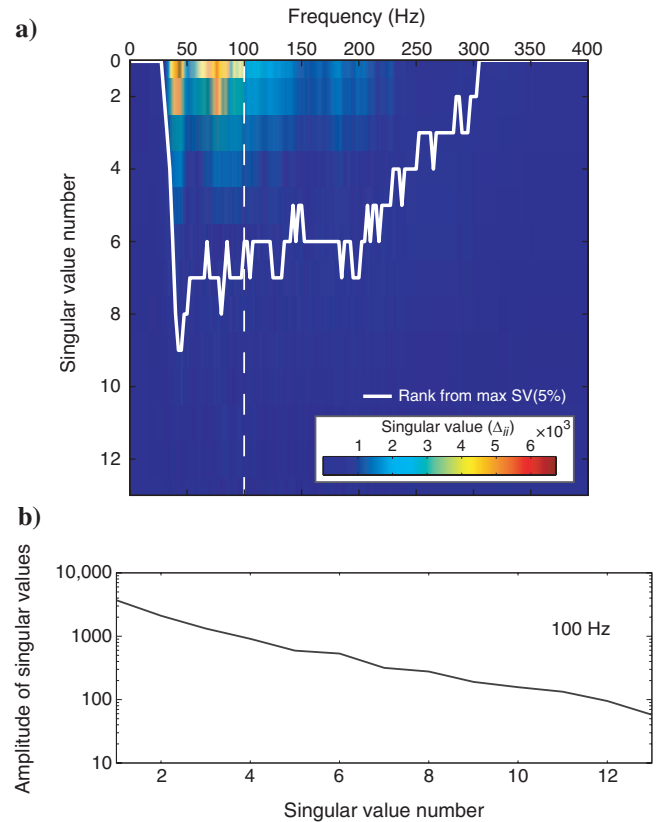 a)
Frequency (Hz)
0 50 100 150 200 250 300 350 400
0
2
4
6
8
10
12
Singular value number
Rank from max SV(5%)
Singular value (Δii) ×10³
1 2 3 4 5 6
b)
Amplitude of singular values
10,000
1000
100
10
100 Hz
2 4 6 8 10 12
Singular value number